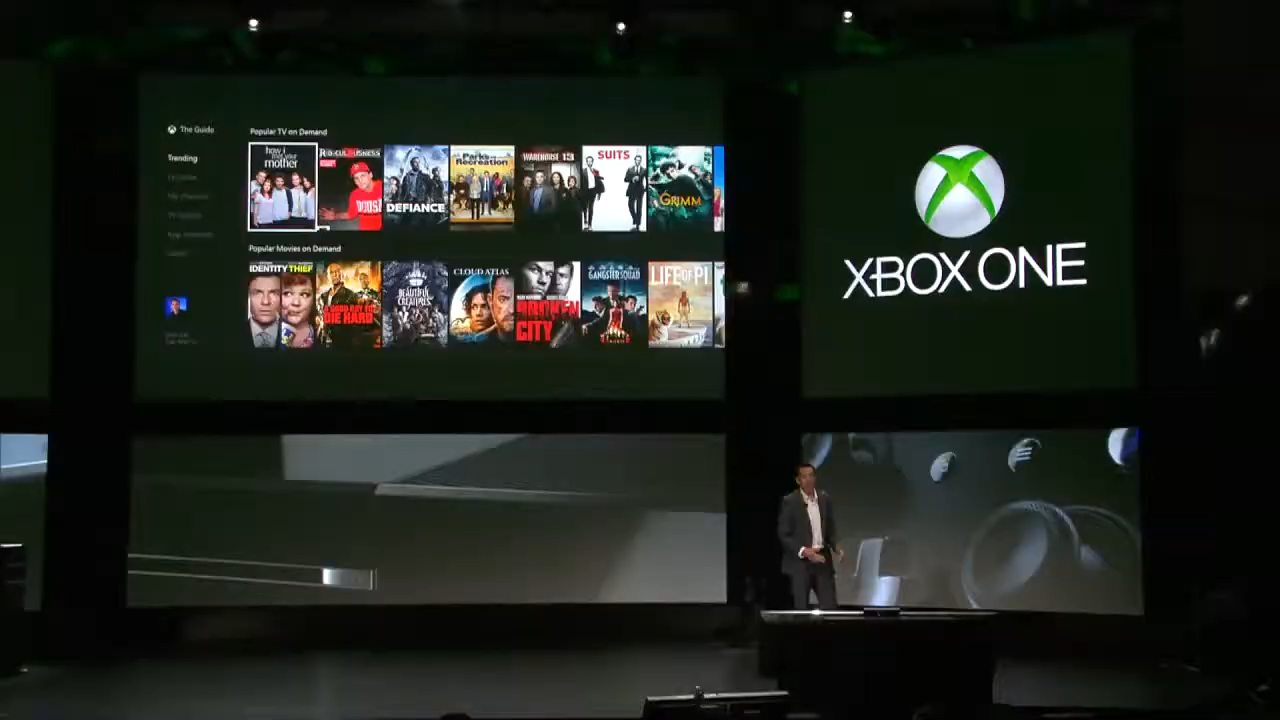 The Guide
Popular TV on Demand
Trending
how i met your mother
RIDICULOUSNESS
DEFIANCE
Parks and Recreation
WAREHOUSE 13
SUITS
GRIMM
Popular Movies on Demand
IDENTITY THIEF
A GOOD DAY TO
DIE HARD
BEAUTIFUL
CREATURES
CLOUD ATLAS
BROKEN
CITY
GANGSTER SQUAD
LIFE OF PI
XBOX ONE